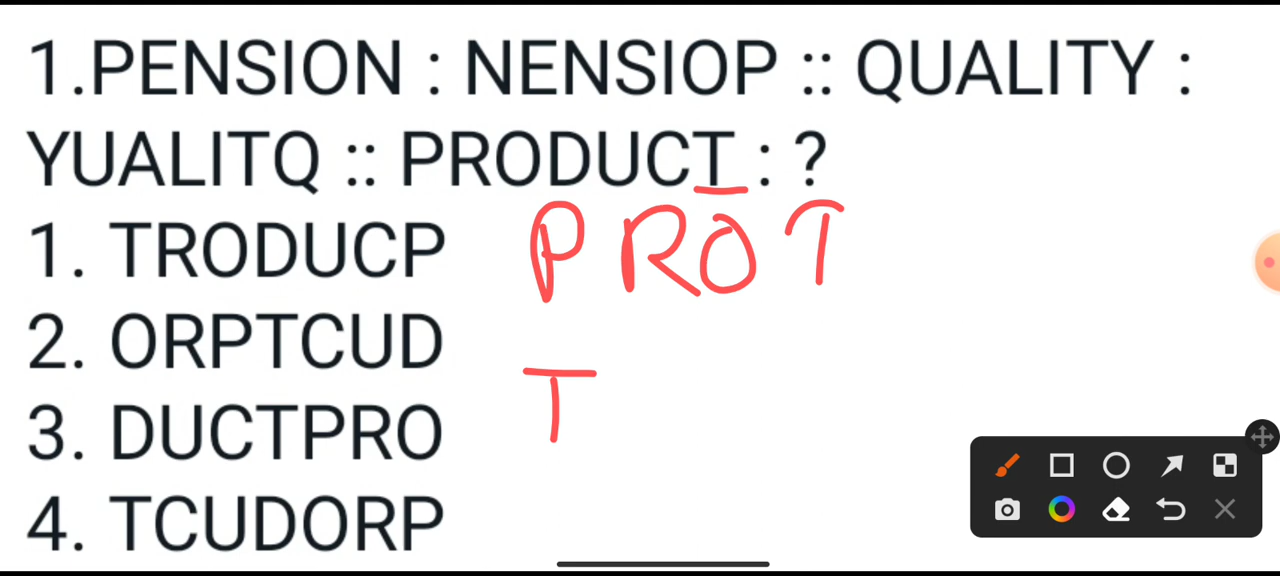 1.PENSION : NENSIOP :: QUALITY :
YUALITQ :: PRODUCT : ?
1. TRODUCP
PROT
2. ORPTCUD
T
3. DUCTPRO
4. TCUDORP